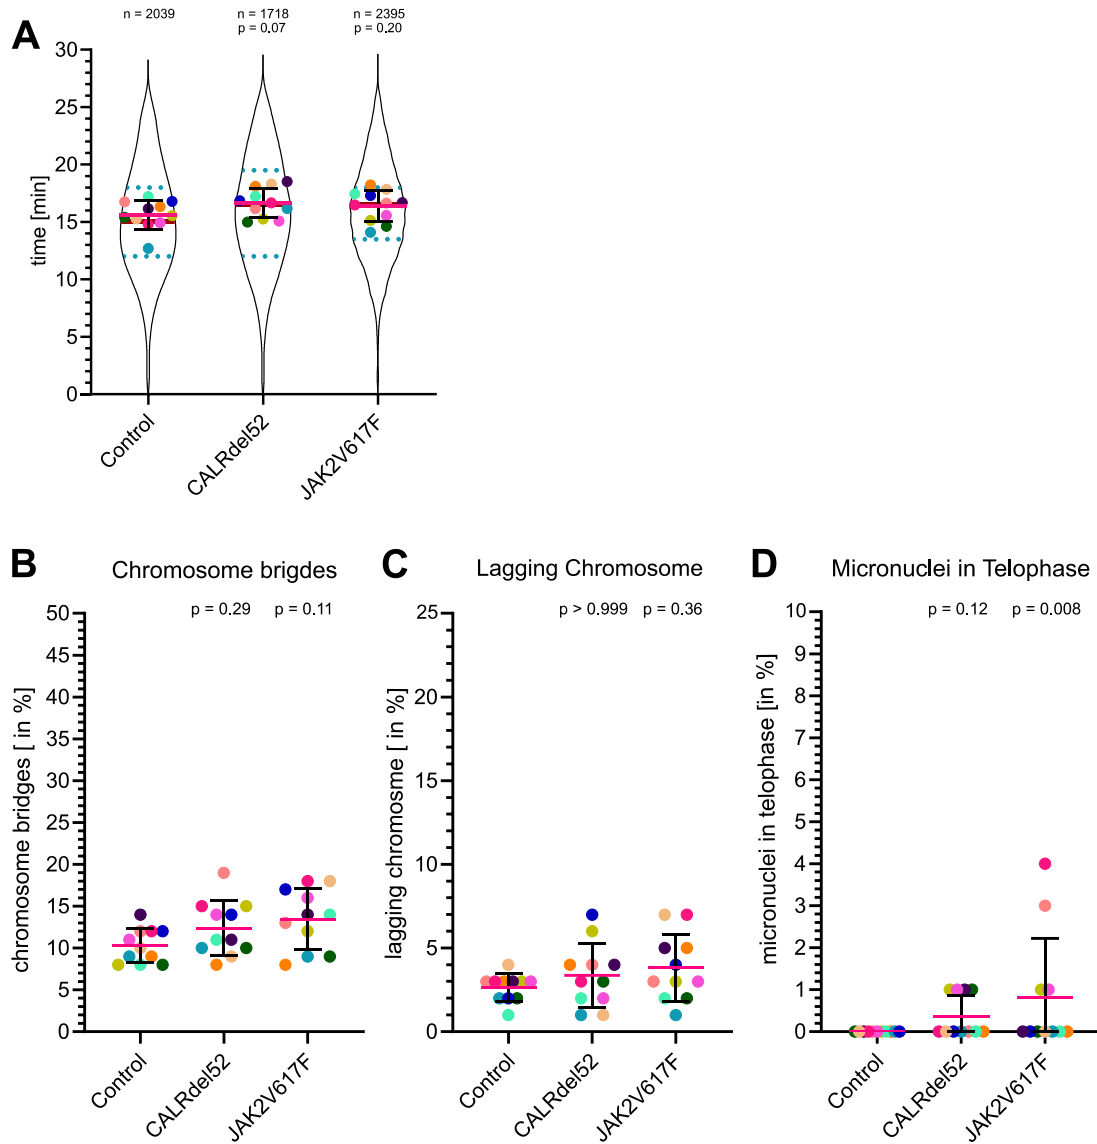 A
n = 2039
n = 1718
p = 0.07
n = 2395
p = 0.20
30
25
20
15
10
5
0
time [min]
Control
CALRdel52
JAK2V617F
B
Chromosome brigdes
p = 0.29
p = 0.11
50
45
40
35
30
25
20
15
10
5
0
chromosome bridges [ in %]
Control
CALRdel52
JAK2V617F
C
Lagging Chromosome
p > 0.999
p = 0.36
25
20
15
10
5
0
lagging chromosme [ in %]
Control
CALRdel52
JAK2V617F
D
Micronuclei in Telophase
p = 0.12
p = 0.008
10
9
8
7
6
5
4
3
2
1
0
micronuclei in telophase [in %]
Control
CALRdel52
JAK2V617F